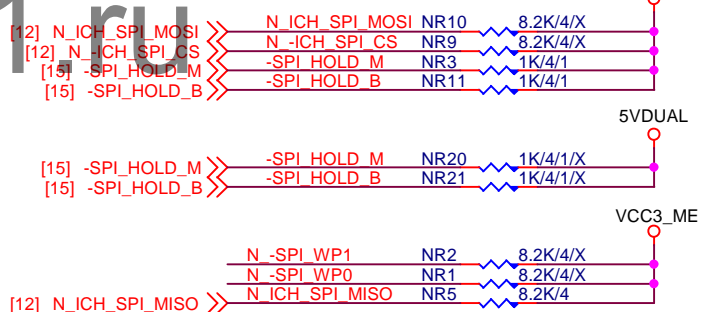 [12] N_ICH_SPI_MOSI N_ICH_SPI_MOSI NR10 8.2K/4/X
[12] N_-ICH_SPI_CS N_-ICH_SPI_CS NR9 8.2K/4/X
[15] -SPI_HOLD_M -SPI_HOLD_M NR3 1K/4/1
[15] -SPI_HOLD_B -SPI_HOLD_B NR11 1K/4/1
1.ru
5VDUAL
[15] -SPI_HOLD_M -SPI_HOLD_M NR20 1K/4/1/X
[15] -SPI_HOLD_B -SPI_HOLD_B NR21 1K/4/1/X
VCC3_ME
N_-SPI_WP1 NR2 8.2K/4/X
N_-SPI_WP0 NR1 8.2K/4/X
[12] N_ICH_SPI_MISO N_ICH_SPI_MISO NR5 8.2K/4